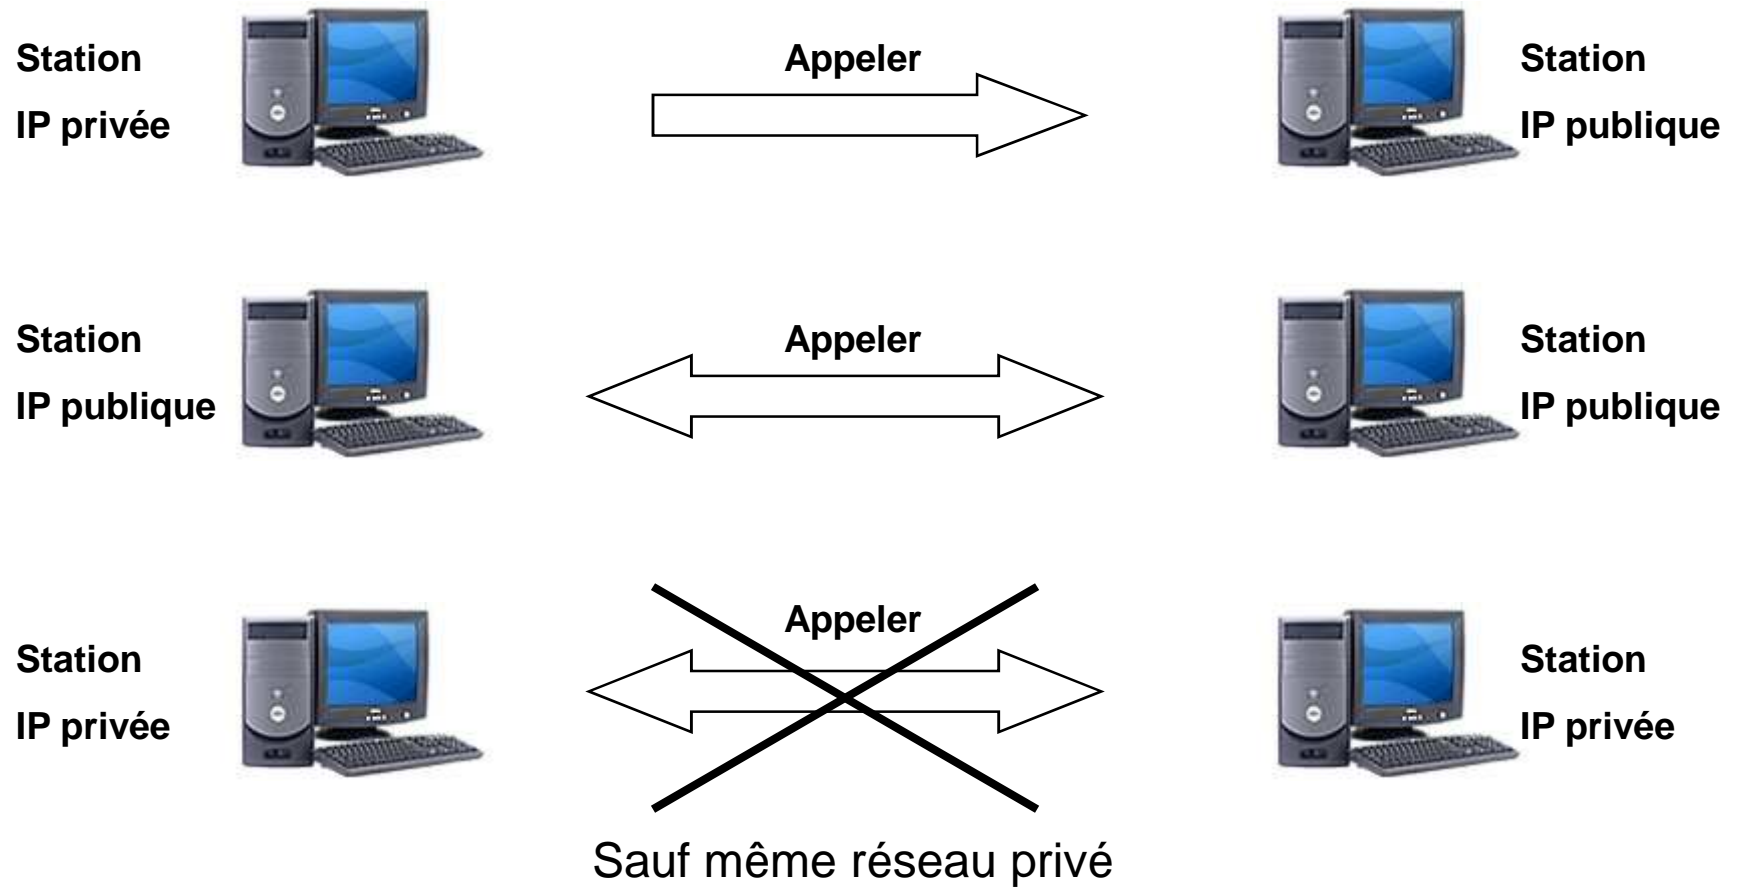 Station
IP privée
Appeler
Station
IP publique
Station
IP publique
Appeler
Station
IP publique
Station
IP privée
Appeler
Station
IP privée
Sauf même réseau privé